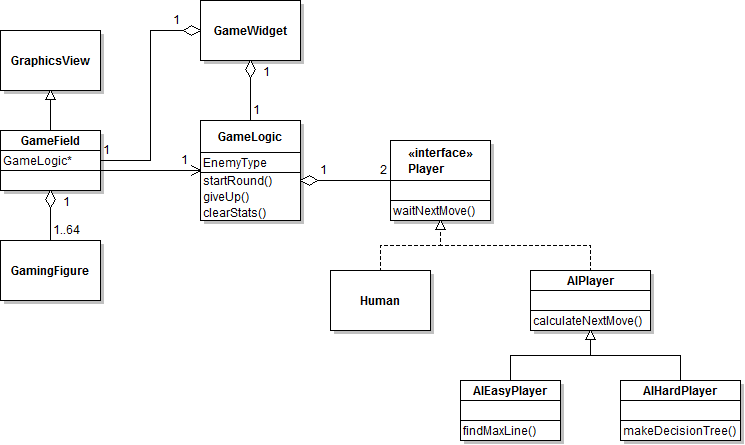 GameWidget
1
1
1
1
1
GraphicsView
GameField
GameLogic*
1
1..64
GamingFigure
GameLogic
EnemyType
startRound()
giveUp()
clearStats()
1
2
«interface»
Player
waitNextMove()
Human
AIPlayer
calculateNextMove()
AIEasyPlayer
findMaxLine()
AIHardPlayer
makeDecisionTree()